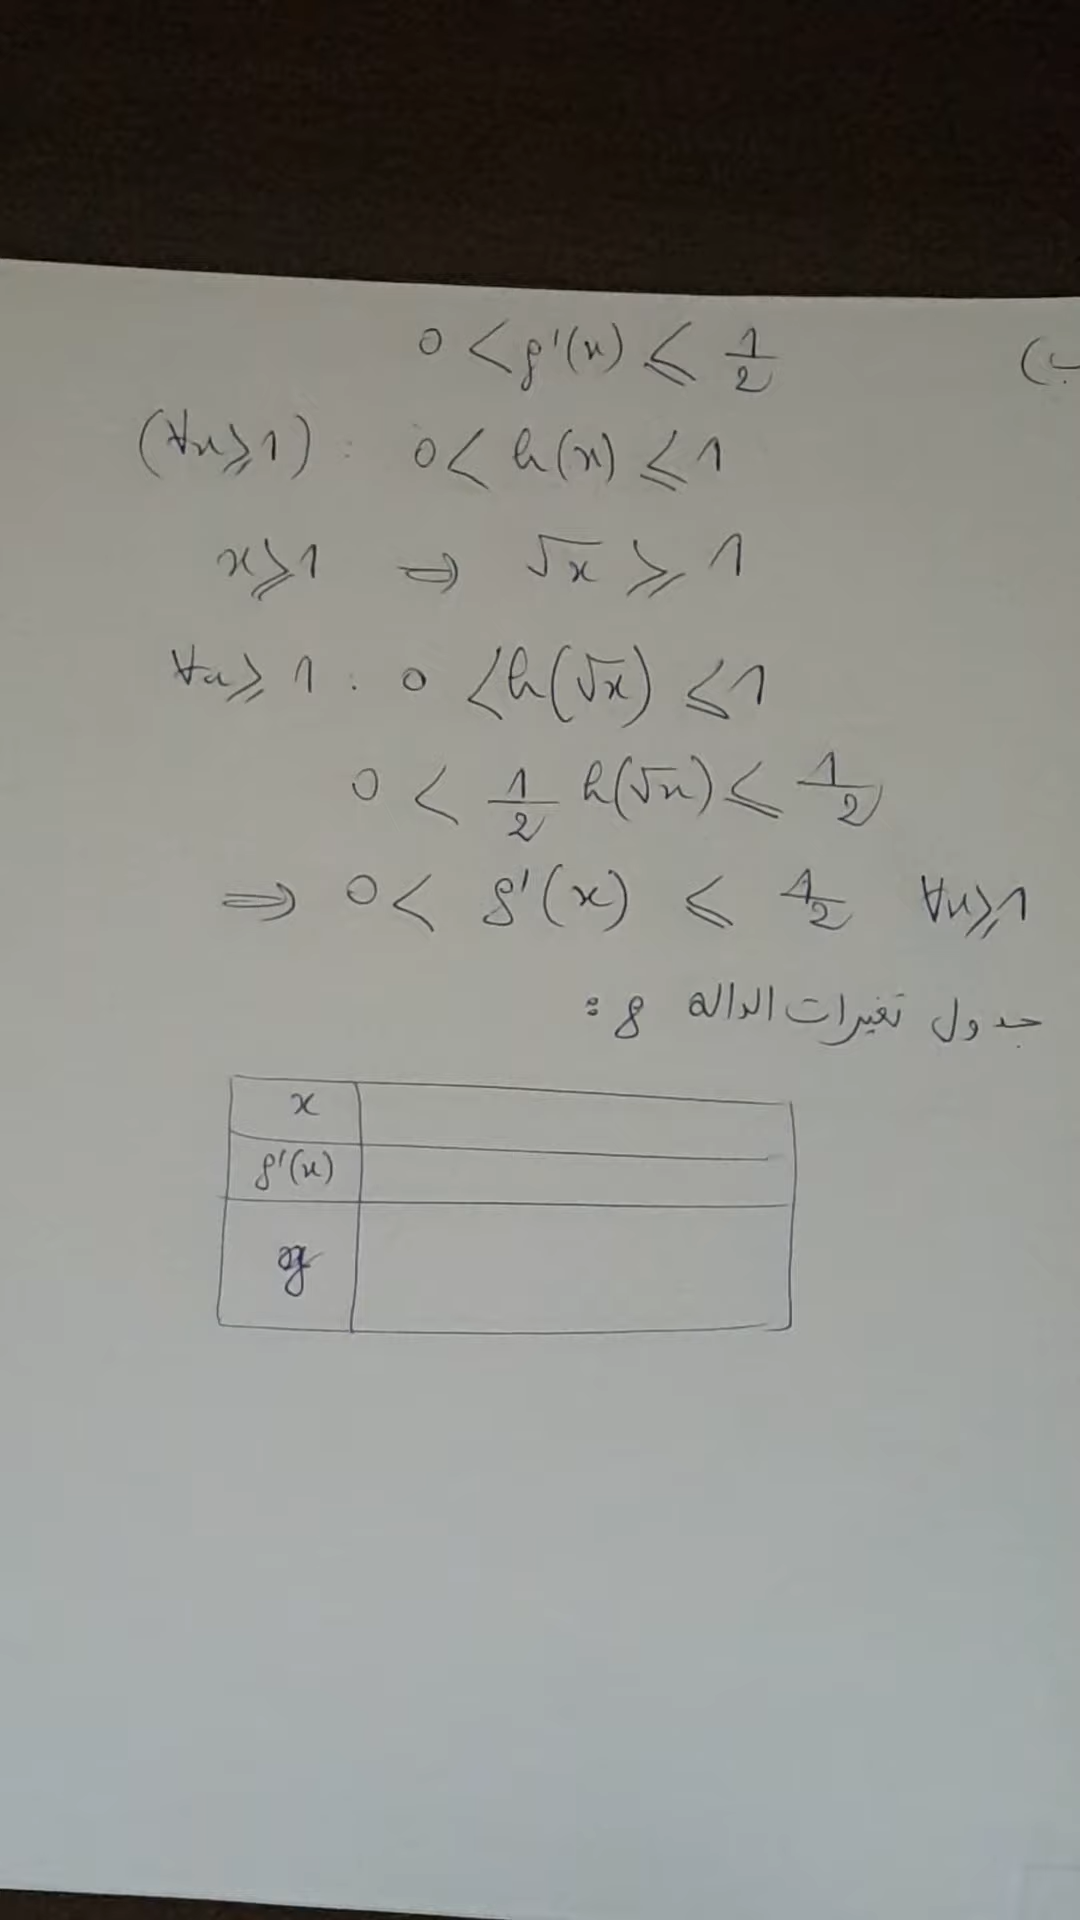 ب) 0 < g'(x) ⩽ 1/2
(∀x⩾1) : 0 < h(x) ⩽ 1
x⩾1 ⇒ √x ⩾ 1
∀x⩾1 : 0 < h(√x) ⩽ 1
0 < 1/2 h(√x) ⩽ 1/2
⇒ 0 < g'(x) ⩽ 1/2 ∀x⩾1
جدول تغيرات الدالة g :
x
g'(x)
g